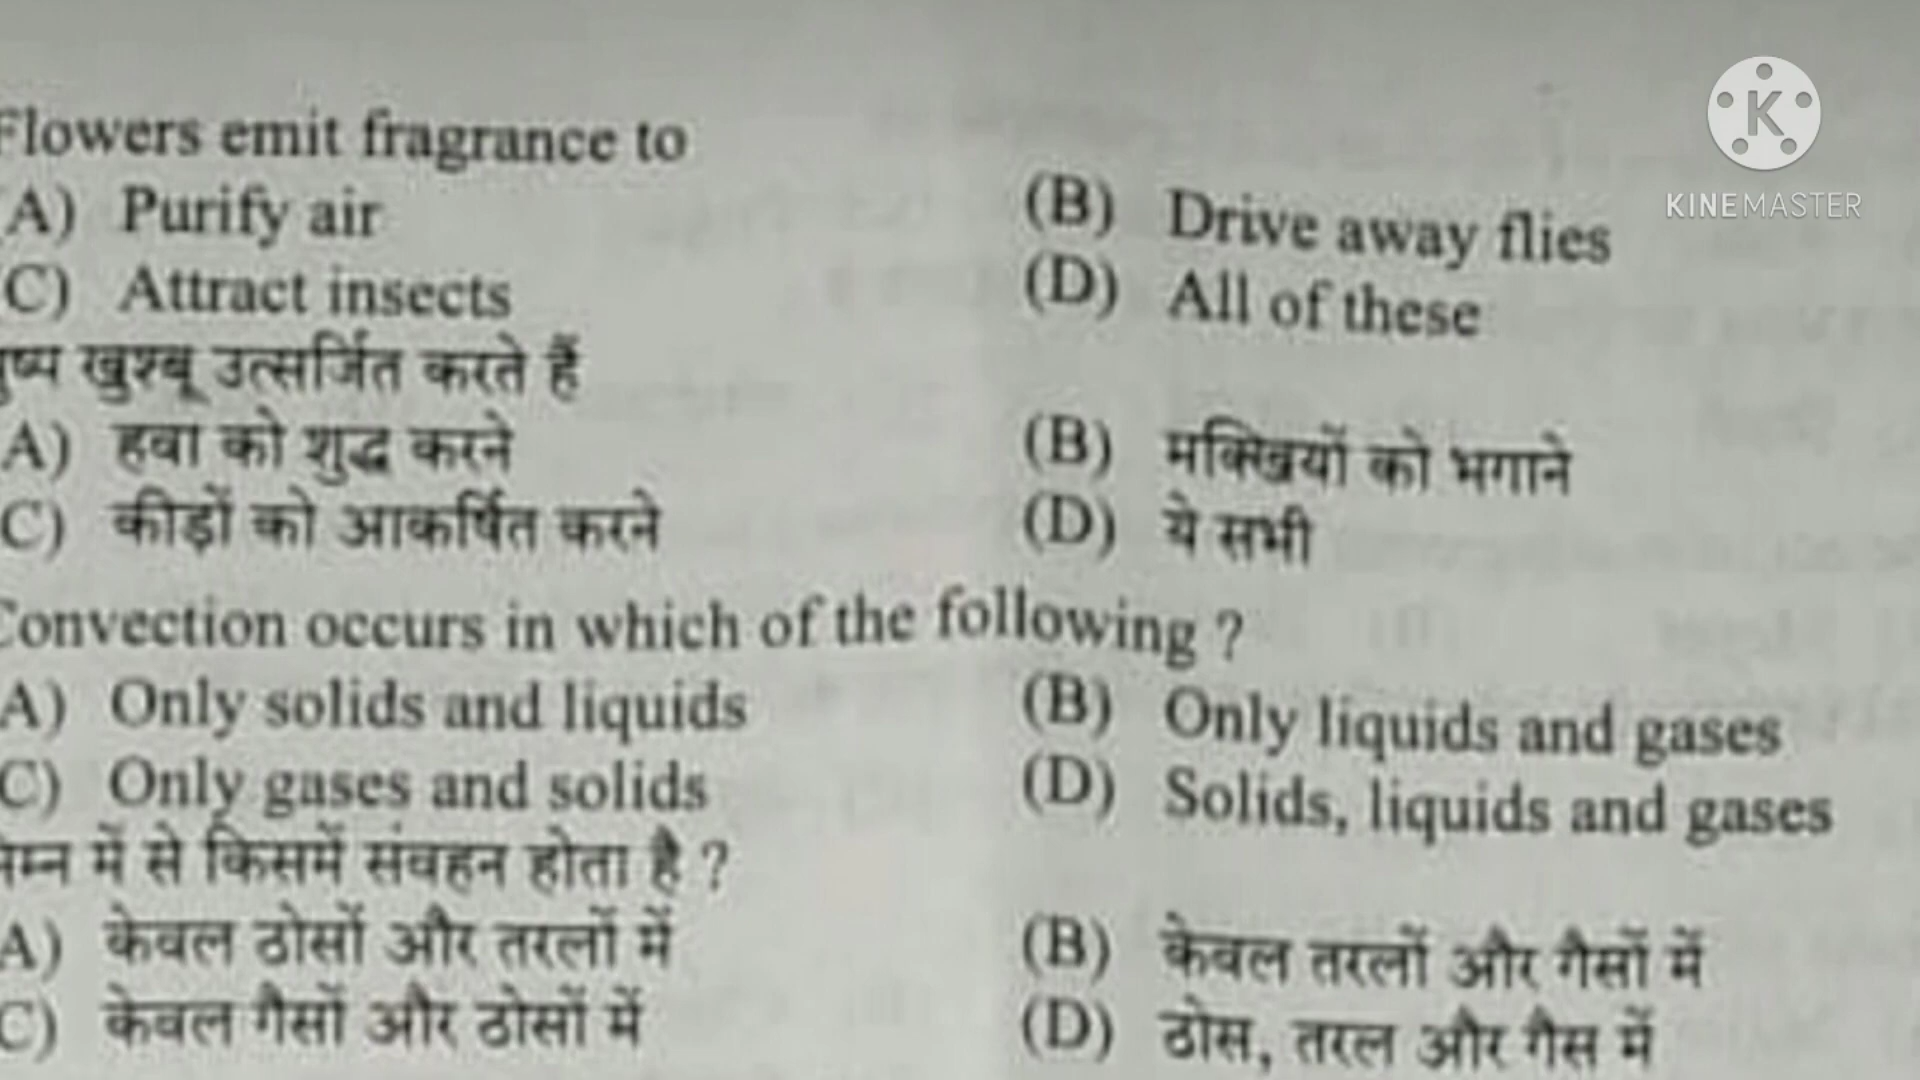 Flowers emit fragrance to
A) Purify air (B) Drive away flies
C) Attract insects (D) All of these
पुष्प खुश्बू उत्सर्जित करते हैं
A) हवा को शुद्ध करने (B) मक्खियों को भगाने
C) कीड़ों को आकर्षित करने (D) ये सभी
Convection occurs in which of the following ?
A) Only solids and liquids (B) Only liquids and gases
C) Only gases and solids (D) Solids, liquids and gases
निम्न में से किसमें संवहन होता है ?
A) केवल ठोसों और तरलों में (B) केवल तरलों और गैसों में
C) केवल गैसों और ठोसों में (D) ठोस, तरल और गैस में
K
KINEMASTER